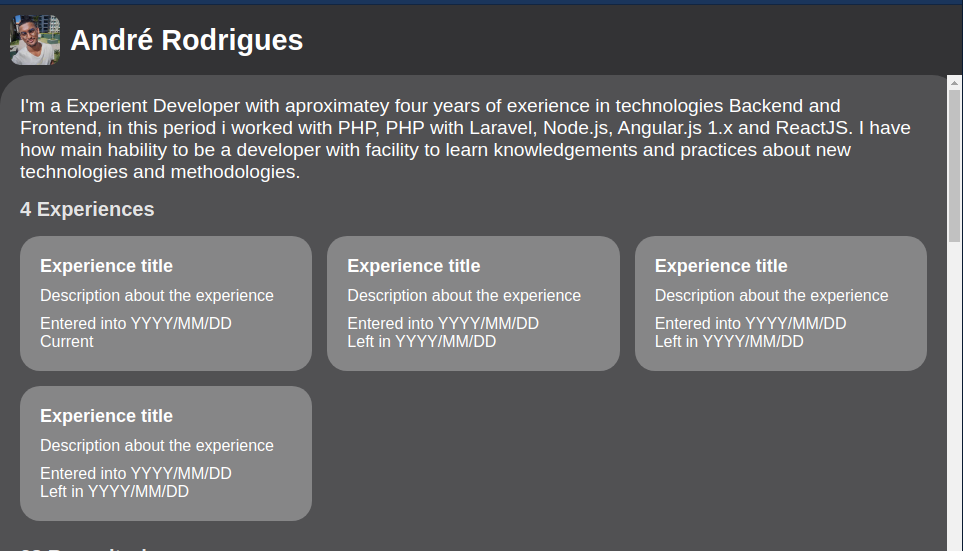 André Rodrigues
I'm a Experient Developer with aproximatey four years of exerience in technologies Backend and
Frontend, in this period i worked with PHP, PHP with Laravel, Node.js, Angular.js 1.x and ReactJS. I have
how main hability to be a developer with facility to learn knowledgements and practices about new
technologies and methodologies.
4 Experiences
Experience title
Description about the experience
Entered into YYYY/MM/DD
Current
Experience title
Description about the experience
Entered into YYYY/MM/DD
Left in YYYY/MM/DD
Experience title
Description about the experience
Entered into YYYY/MM/DD
Left in YYYY/MM/DD
Experience title
Description about the experience
Entered into YYYY/MM/DD
Left in YYYY/MM/DD